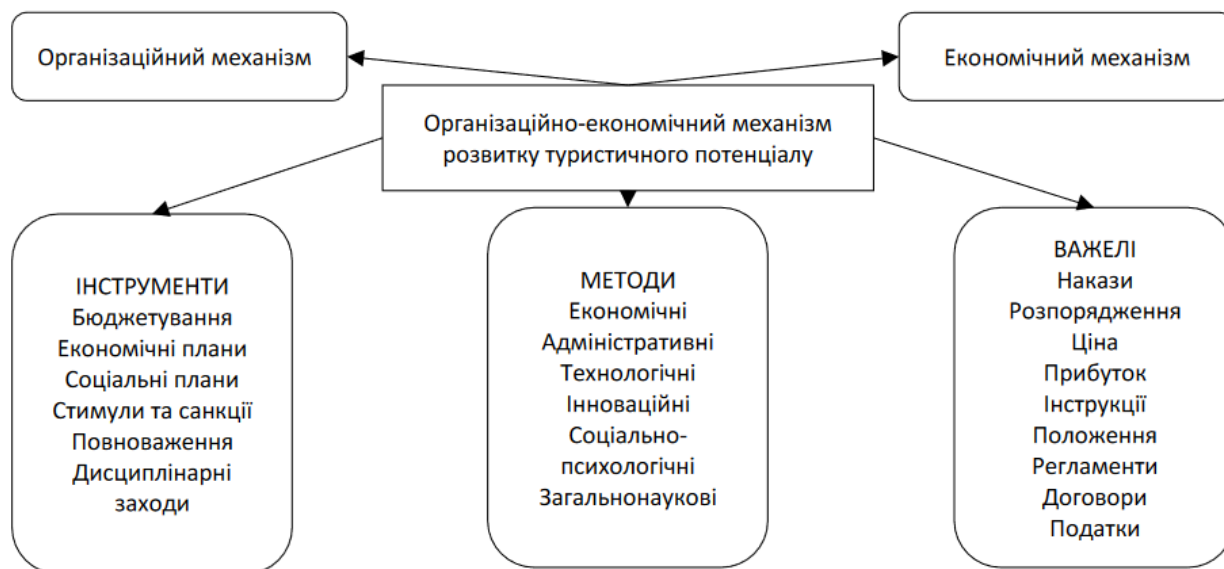 Організаційний механізм
Економічний механізм
Організаційно-економічний механізм
розвитку туристичного потенціалу
ІНСТРУМЕНТИ
Бюджетування
Економічні плани
Соціальні плани
Стимули та санкції
Повноваження
Дисциплінарні
заходи
МЕТОДИ
Економічні
Адміністративні
Технологічні
Інноваційні
Соціально-
психологічні
Загальнонаукові
ВАЖЕЛІ
Накази
Розпорядження
Ціна
Прибуток
Інструкції
Положення
Регламенти
Договори
Податки